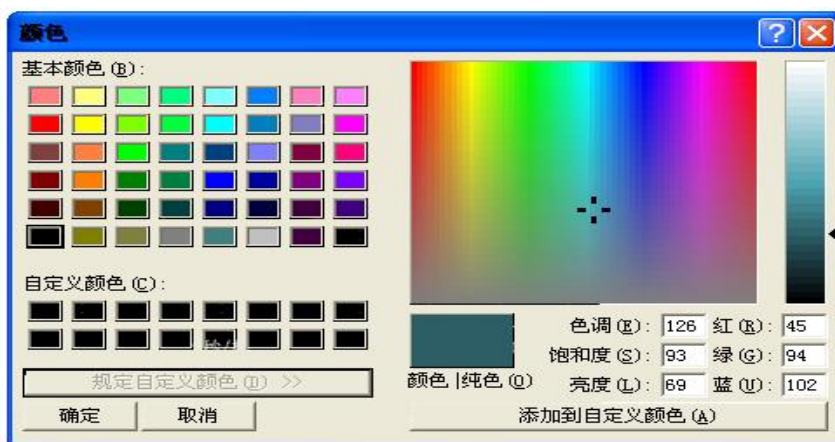 颜色
基本颜色(B):
自定义颜色(C):
规定自定义颜色(D) >>
确定 取消
颜色|纯色(O)
色调(E): 126 红(R): 45
饱和度(S): 93 绿(G): 94
亮度(L): 69 蓝(U): 102
添加到自定义颜色(A)